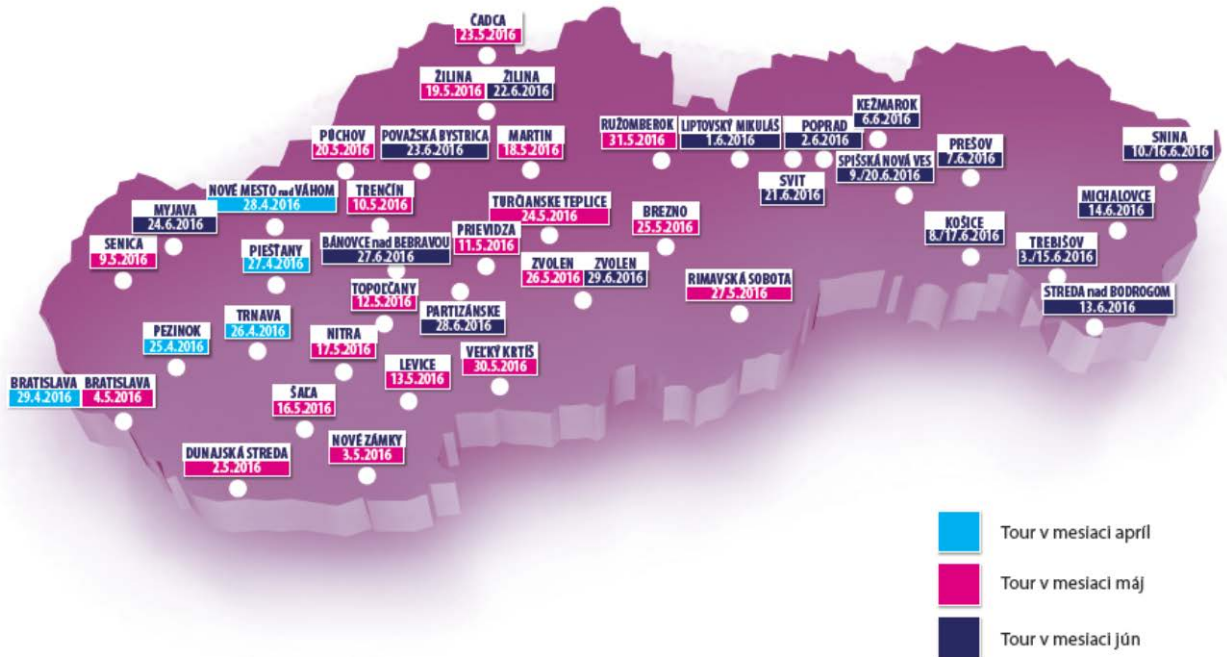 ČADCA
23.5.2016
ŽILINA
19.5.2016
ŽILINA
22.6.2016
PÚCHOV
20.5.2016
POVAŽSKÁ BYSTRICA
23.6.2016
MARTIN
18.5.2016
RUŽOMBEROK
31.5.2016
LIPTOVSKÝ MIKULÁŠ
1.6.2016
POPRAD
2.6.2016
KEŽMAROK
6.6.2016
SPIŠSKÁ NOVÁ VES
9./20.6.2016
PREŠOV
7.6.2016
SNINA
10./16.6.2016
NOVÉ MESTO nad VÁHOM
28.4.2016
TRENČÍN
10.5.2016
SVIT
21.6.2016
MYJAVA
24.6.2016
TURČIANSKE TEPLICE
24.5.2016
MICHALOVCE
14.6.2016
SENICA
9.5.2016
PIEŠŤANY
27.4.2016
BÁNOVCE nad BEBRAVOU
27.6.2016
PRIEVIDZA
11.5.2016
BREZNO
25.5.2016
KOŠICE
8./17.6.2016
TREBIŠOV
3./15.6.2016
ZVOLEN
26.5.2016
ZVOLEN
29.6.2016
RIMAVSKÁ SOBOTA
27.5.2016
STREDA nad BODROGOM
13.6.2016
TOPOĽČANY
12.5.2016
PARTIZÁNSKE
28.6.2016
TRNAVA
26.4.2016
PEZINOK
25.4.2016
NITRA
17.5.2016
LEVICE
13.5.2016
VEĽKÝ KRTÍŠ
30.5.2016
BRATISLAVA
29.4.2016
BRATISLAVA
4.5.2016
ŠAĽA
16.5.2016
DUNAJSKÁ STREDA
2.5.2016
NOVÉ ZÁMKY
3.5.2016
Tour v mesiaci apríl
Tour v mesiaci máj
Tour v mesiaci jún